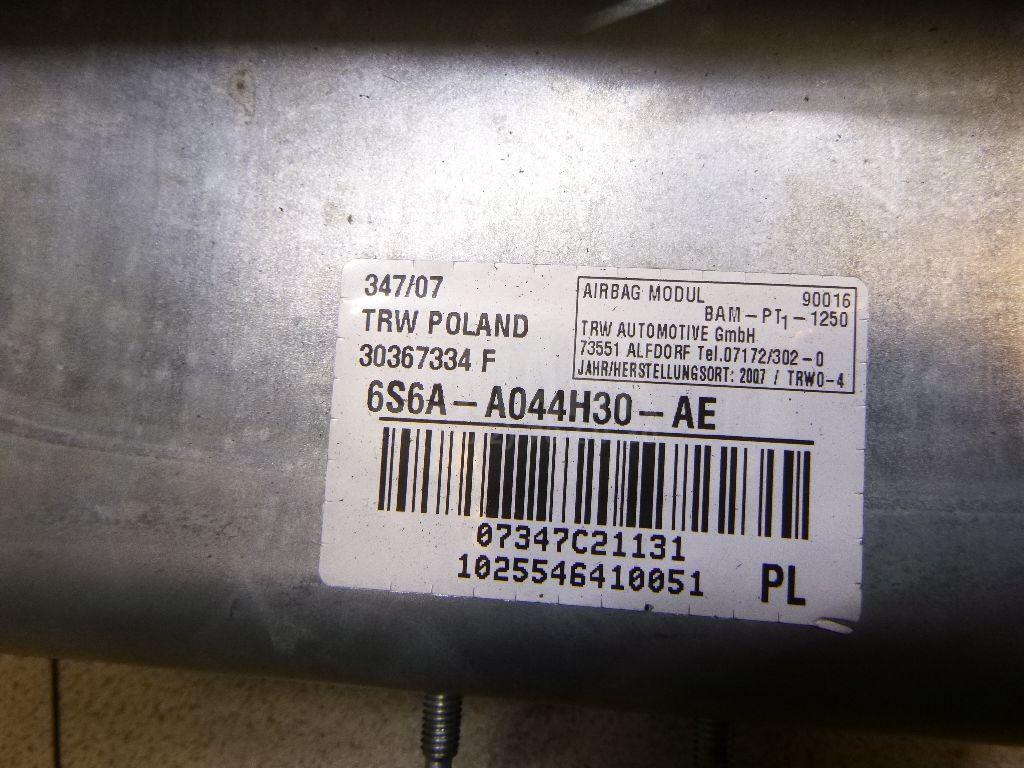 347/07
TRW POLAND
30367334 F
AIRBAG MODUL 90016
BAM-PT1-1250
TRW AUTOMOTIVE GmbH
73551 ALFDORF Tel.07172/302-0
JAHR/HERSTELLUNGSORT: 2007 / TRWO-4
6S6A-A044H30-AE
07347C21131
1025546410051 PL